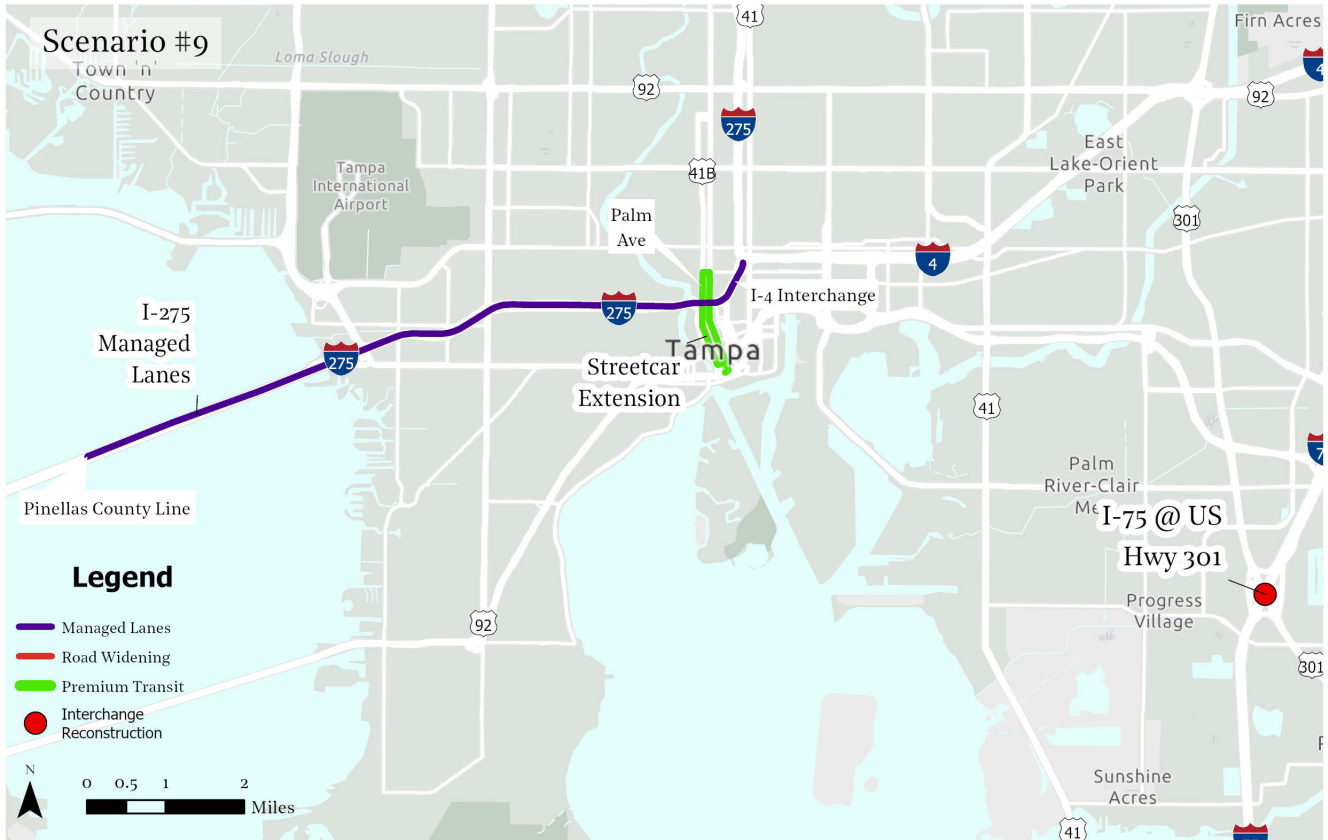 Scenario #9
Town 'n'
Country
Loma Slough
41
Firn Acres
4
92
92
275
East
Lake-Orient
Park
Tampa
International
Airport
41B
301
Palm
Ave
4
I-4 Interchange
275
I-275
Managed
Lanes
275
Tampa
Streetcar
Extension
41
7
Pinellas County Line
Palm
River-Clair
Me
I-75 @ US
Hwy 301
Progress
Village
92
301
Legend
Managed Lanes
Road Widening
Premium Transit
Interchange
Reconstruction
N
0 0.5 1 2
Miles
Sunshine
Acres
41